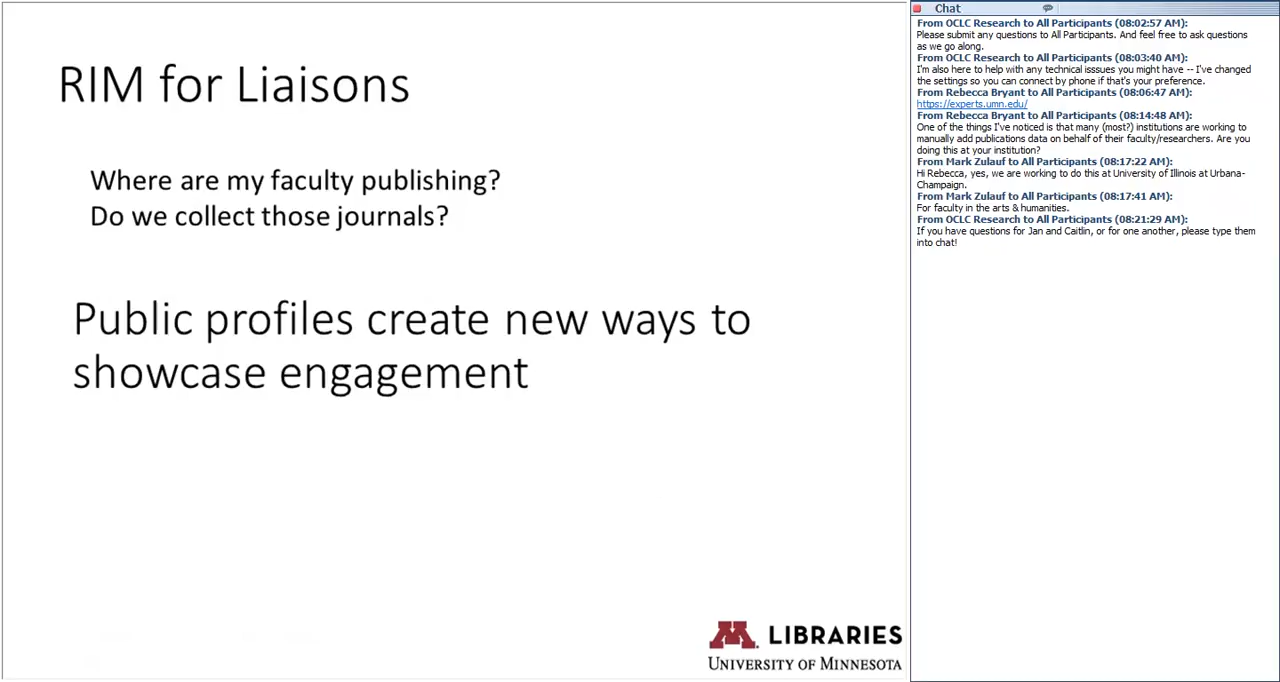 RIM for Liaisons
Where are my faculty publishing?
Do we collect those journals?
Public profiles create new ways to
showcase engagement
M
LIBRARIES
UNIVERSITY OF MINNESOTA
Chat
From OCLC Research to All Participants (08:02:57 AM):
Please submit any questions to All Participants. And feel free to ask questions
as we go along.
From OCLC Research to All Participants (08:03:40 AM):
I'm also here to help with any technical isssues you might have -- I've changed
the settings so you can connect by phone if that's your preference.
From Rebecca Bryant to All Participants (08:06:47 AM):
https://experts.umn.edu/
From Rebecca Bryant to All Participants (08:14:48 AM):
One of the things I've noticed is that many (most?) institutions are working to
manually add publications data on behalf of their faculty/researchers. Are you
doing this at your institution?
From Mark Zulauf to All Participants (08:17:22 AM):
Hi Rebecca, yes, we are working to do this at University of Illinois at Urbana-
Champaign.
From Mark Zulauf to All Participants (08:17:41 AM):
For faculty in the arts & humanities.
From OCLC Research to All Participants (08:21:29 AM):
If you have questions for Jan and Caitlin, or for one another, please type them
into chat!